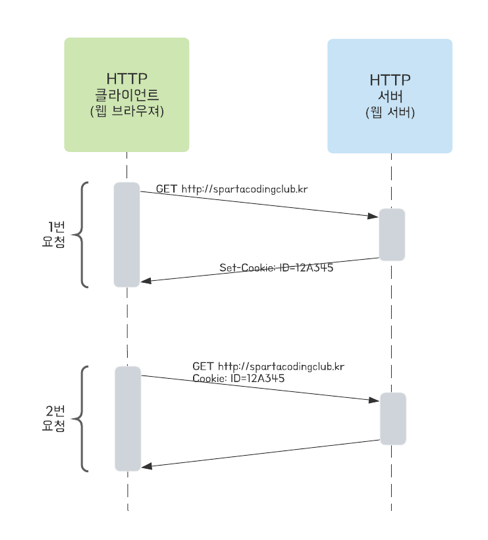 HTTP
클라이언트
(웹 브라우져)
HTTP
서버
(웹 서버)
1번
요청
GET http://spartacodingclub.kr
Set-Cookie: ID=12A345
2번
요청
GET http://spartacodingclub.kr
Cookie: ID=12A345